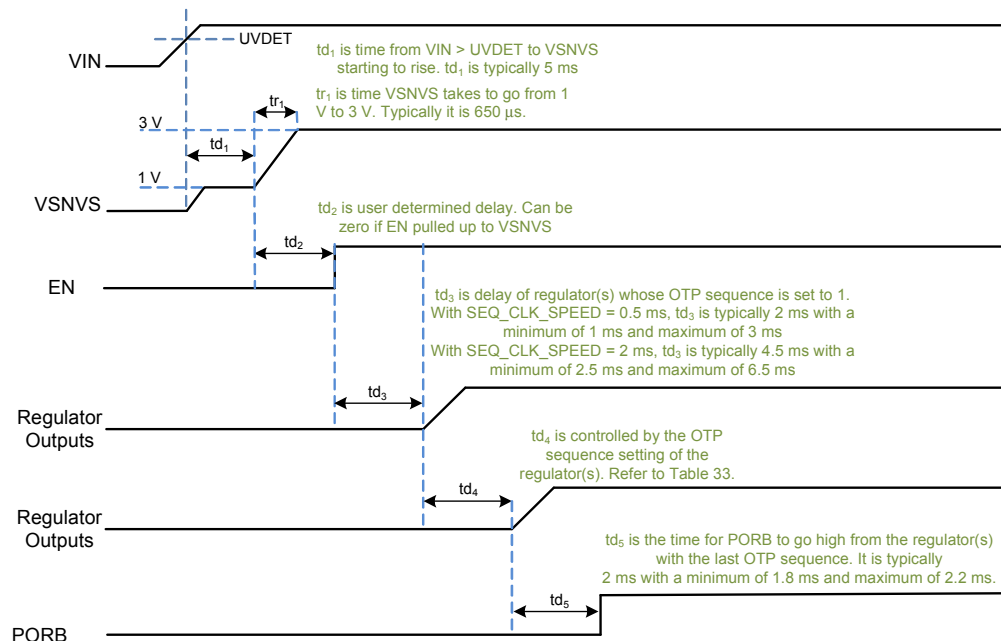 UVDET
VIN
td1 is time from VIN > UVDET to VSNVS
starting to rise. td1 is typically 5 ms
tr1 is time VSNVS takes to go from 1
V to 3 V. Typically it is 650 µs.
tr1
3 V
td1
1 V
VSNVS
td2 is user determined delay. Can be
zero if EN pulled up to VSNVS
td2
EN
td3 is delay of regulator(s) whose OTP sequence is set to 1.
With SEQ_CLK_SPEED = 0.5 ms, td3 is typically 2 ms with a
minimum of 1 ms and maximum of 3 ms
With SEQ_CLK_SPEED = 2 ms, td3 is typically 4.5 ms with a
minimum of 2.5 ms and maximum of 6.5 ms
td3
Regulator
Outputs
td4 is controlled by the OTP
sequence setting of the
regulator(s). Refer to Table 33.
td4
Regulator
Outputs
td5 is the time for PORB to go high from the regulator(s)
with the last OTP sequence. It is typically
2 ms with a minimum of 1.8 ms and maximum of 2.2 ms.
td5
PORB